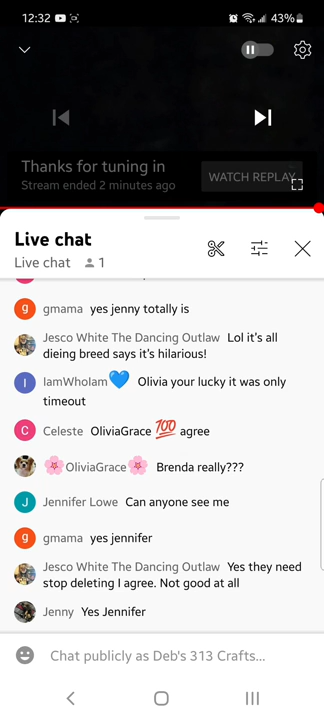 12:32
43%
Thanks for tuning in
Stream ended 2 minutes ago
WATCH REPLAY
Live chat
Live chat 1
g gmama yes jenny totally is
Jesco White The Dancing Outlaw Lol it's all
dieing breed says it's hilarious!
I IamWhoIam💙 Olivia your lucky it was only
timeout
C Celeste OliviaGrace 💯 agree
🌸OliviaGrace🌸 Brenda really???
J Jennifer Lowe Can anyone see me
g gmama yes jennifer
Jesco White The Dancing Outlaw Yes they need
stop deleting I agree. Not good at all
Jenny Yes Jennifer
Chat publicly as Deb's 313 Crafts...